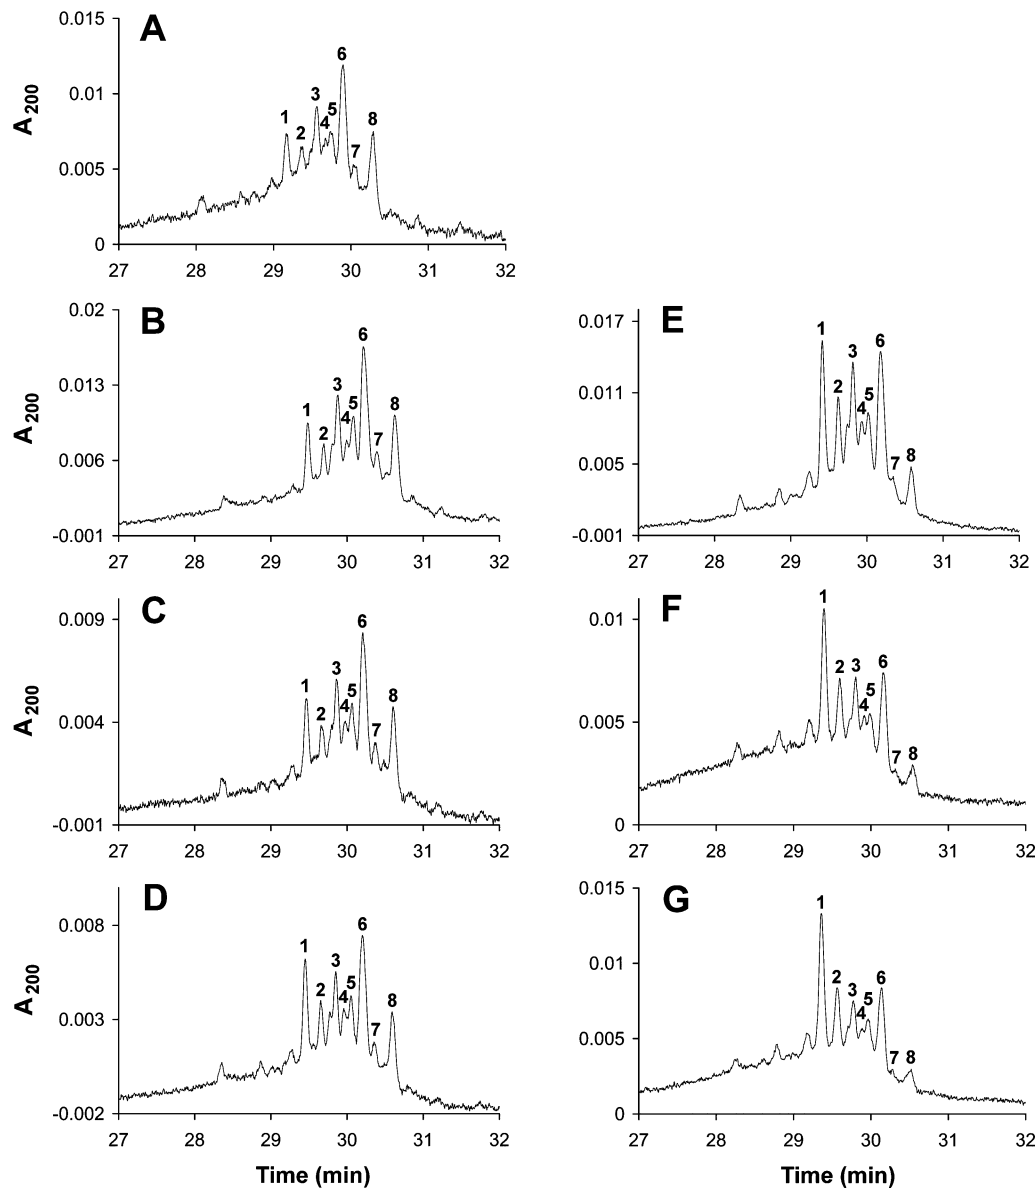 A
0.015
0.01
0.005
0
A200
1 2 3 4 5 6 7 8
27 28 29 30 31 32
B
0.02
0.013
0.006
-0.001
A200
1 2 3 4 5 6 7 8
27 28 29 30 31 32
E
0.017
0.011
0.005
-0.001
1 2 3 4 5 6 7 8
27 28 29 30 31 32
C
0.009
0.004
-0.001
A200
1 2 3 4 5 6 7 8
27 28 29 30 31 32
F
0.01
0.005
0
1 2 3 4 5 6 7 8
27 28 29 30 31 32
D
0.008
0.003
-0.002
A200
1 2 3 4 5 6 7 8
27 28 29 30 31 32
Time (min)
G
0.015
0.01
0.005
0
1 2 3 4 5 6 7 8
27 28 29 30 31 32
Time (min)